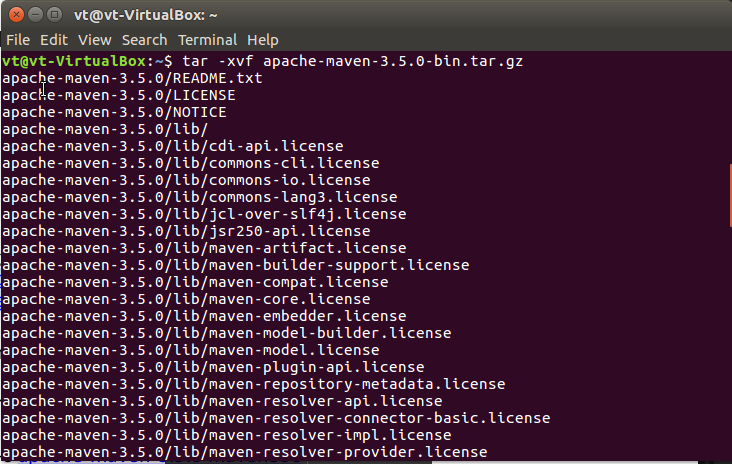 vt@vt-VirtualBox: ~
File Edit View Search Terminal Help
vt@vt-VirtualBox:~$ tar -xvf apache-maven-3.5.0-bin.tar.gz
apache-maven-3.5.0/README.txt
apache-maven-3.5.0/LICENSE
apache-maven-3.5.0/NOTICE
apache-maven-3.5.0/lib/
apache-maven-3.5.0/lib/cdi-api.license
apache-maven-3.5.0/lib/commons-cli.license
apache-maven-3.5.0/lib/commons-io.license
apache-maven-3.5.0/lib/commons-lang3.license
apache-maven-3.5.0/lib/jcl-over-slf4j.license
apache-maven-3.5.0/lib/jsr250-api.license
apache-maven-3.5.0/lib/maven-artifact.license
apache-maven-3.5.0/lib/maven-builder-support.license
apache-maven-3.5.0/lib/maven-compat.license
apache-maven-3.5.0/lib/maven-core.license
apache-maven-3.5.0/lib/maven-embedder.license
apache-maven-3.5.0/lib/maven-model-builder.license
apache-maven-3.5.0/lib/maven-model.license
apache-maven-3.5.0/lib/maven-plugin-api.license
apache-maven-3.5.0/lib/maven-repository-metadata.license
apache-maven-3.5.0/lib/maven-resolver-api.license
apache-maven-3.5.0/lib/maven-resolver-connector-basic.license
apache-maven-3.5.0/lib/maven-resolver-impl.license
apache-maven-3.5.0/lib/maven-resolver-provider.license